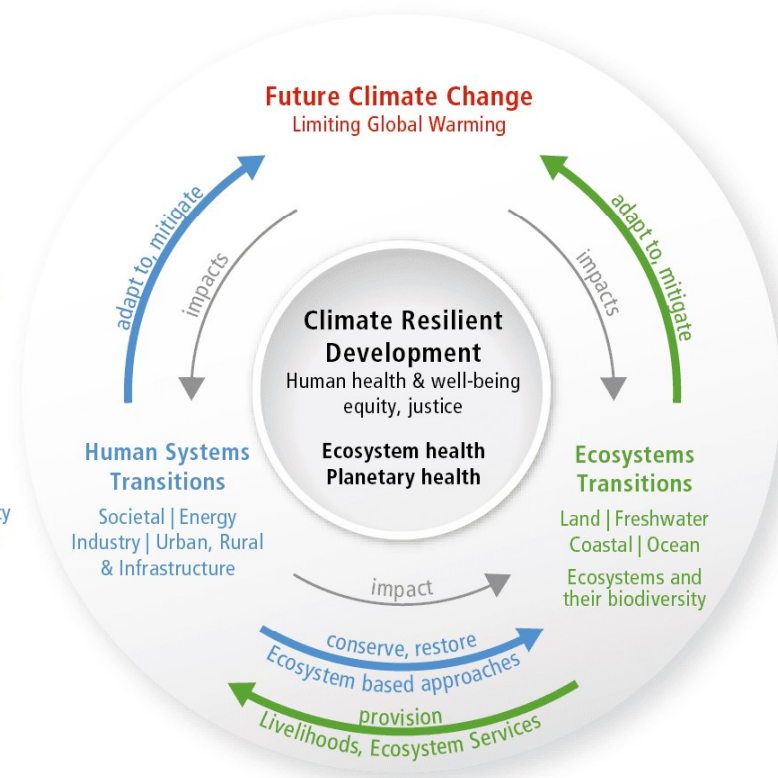 Future Climate Change
Limiting Global Warming
adapt to, mitigate
impacts
impacts
adapt to, mitigate
Climate Resilient
Development
Human health & well-being
equity, justice
Ecosystem health
Planetary health
Human Systems
Transitions
Societal | Energy
Industry | Urban, Rural
& Infrastructure
Ecosystems
Transitions
Land | Freshwater
Coastal | Ocean
Ecosystems and
their biodiversity
impact
conserve, restore
Ecosystem based approaches
provision
Livelihoods, Ecosystem Services